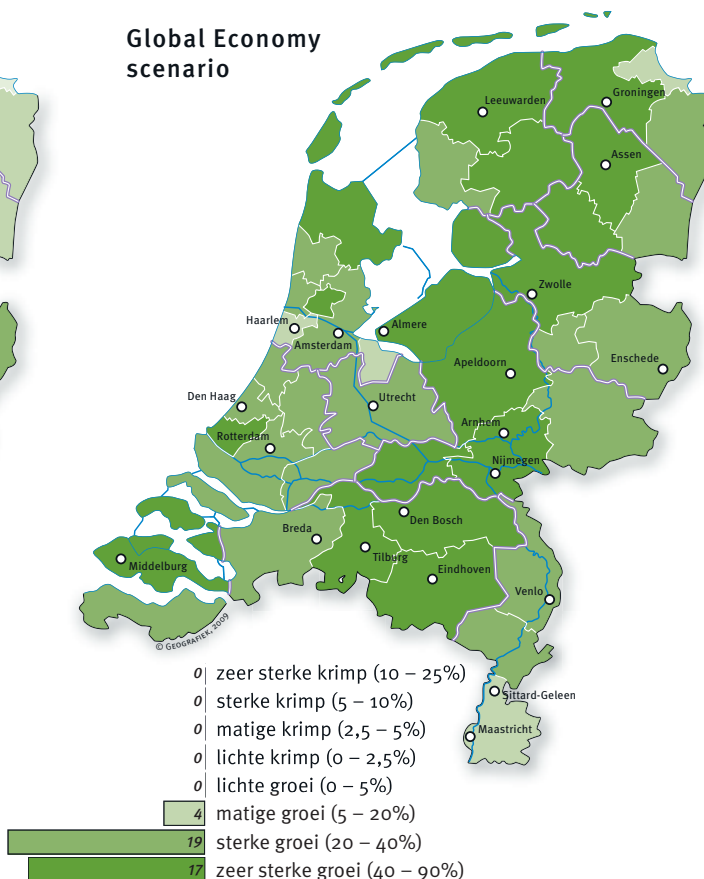 Global Economy
scenario
Leeuwarden
Groningen
Assen
Zwolle
Haarlem
Almere
Amsterdam
Apeldoorn
Enschede
Den Haag
Utrecht
Arnhem
Rotterdam
Nijmegen
Den Bosch
Breda
Tilburg
Middelburg
Eindhoven
Venlo
© Geografiek, 2009
Sittard-Geleen
Maastricht
0 zeer sterke krimp (10 – 25%)
0 sterke krimp (5 – 10%)
0 matige krimp (2,5 – 5%)
0 lichte krimp (0 – 2,5%)
0 lichte groei (0 – 5%)
4 matige groei (5 – 20%)
19 sterke groei (20 – 40%)
17 zeer sterke groei (40 – 90%)